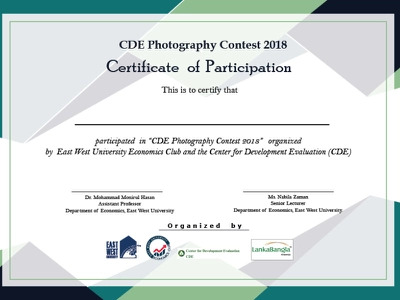 CDE Photography Contest 2018
Certificate of Participation
This is to certify that
participated in "CDE Photography Contest 2018" organized
by East West University Economics Club and the Center for Development Evaluation (CDE)
Dr. Mohammad Monirul Hasan
Assistant Professor
Department of Economics, East West University
Ms. Nabila Zaman
Senior Lecturer
Department of Economics, East West University
Organized by
EAST
WEST
Center for Development Evaluation
CDE
LankaBangla